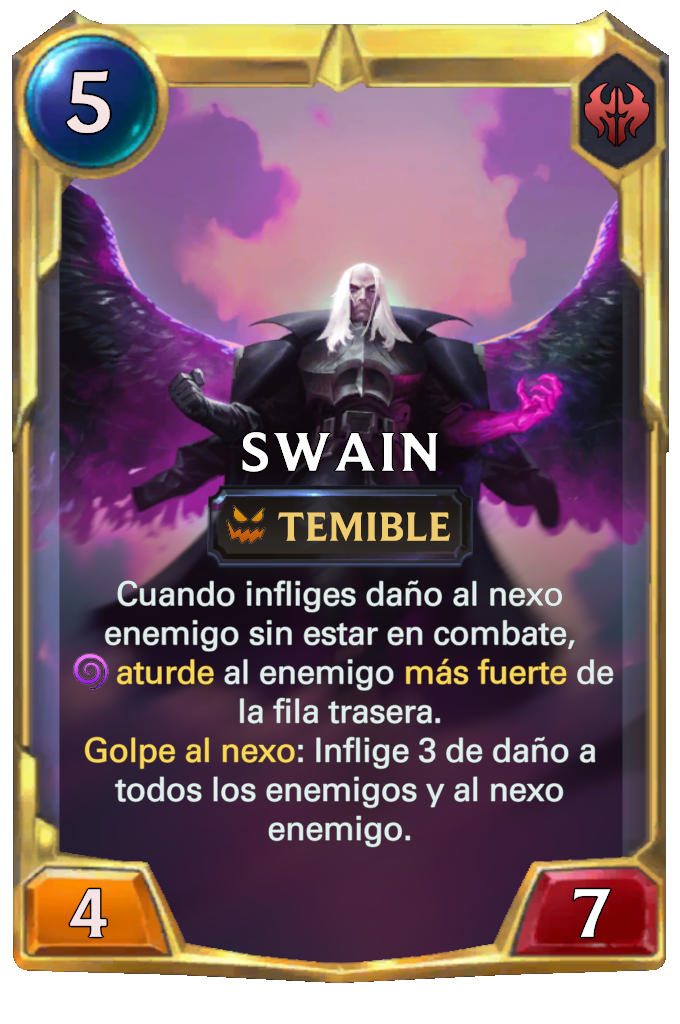 5
SWAIN
TEMIBLE
Cuando infliges daño al nexo
enemigo sin estar en combate,
aturde al enemigo más fuerte de
la fila trasera.
Golpe al nexo: Inflige 3 de daño a
todos los enemigos y al nexo
enemigo.
4
7